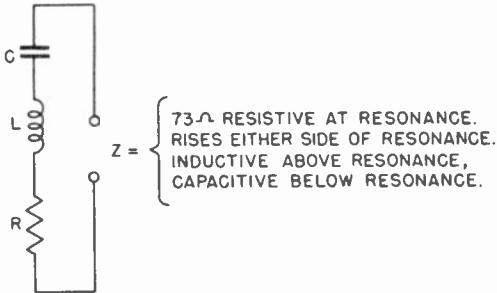 C
L
R
Z =
73Ω RESISTIVE AT RESONANCE.
RISES EITHER SIDE OF RESONANCE.
INDUCTIVE ABOVE RESONANCE,
CAPACITIVE BELOW RESONANCE.